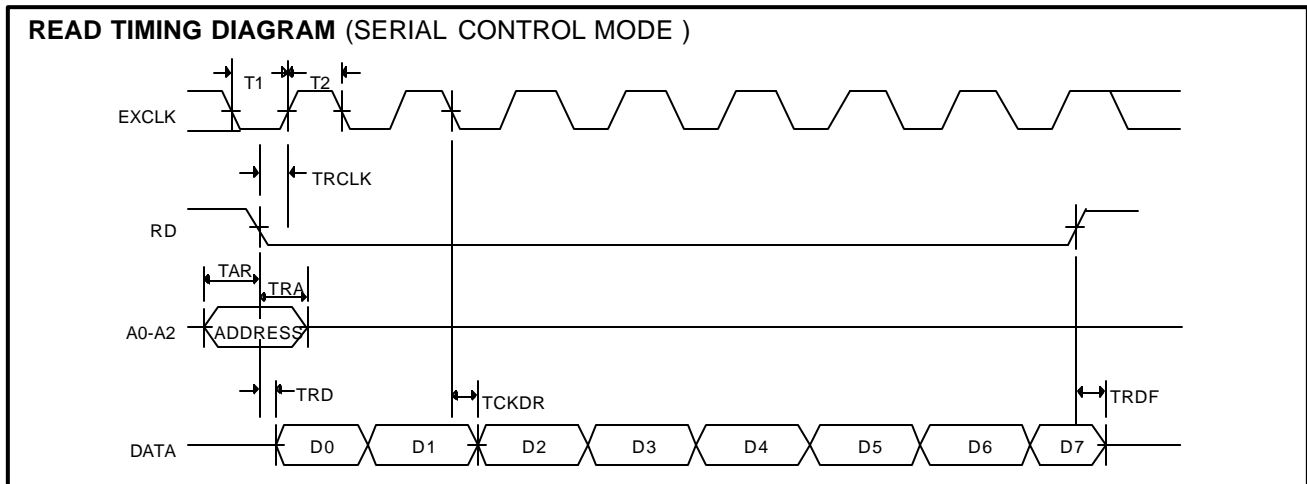 READ TIMING DIAGRAM (SERIAL CONTROL MODE )
T1 T2
EXCLK
TRCLK
RD
TAR
TRA
A0-A2 ADDRESS
TRD
TCKDR
TRDF
DATA D0 D1 D2 D3 D4 D5 D6 D7